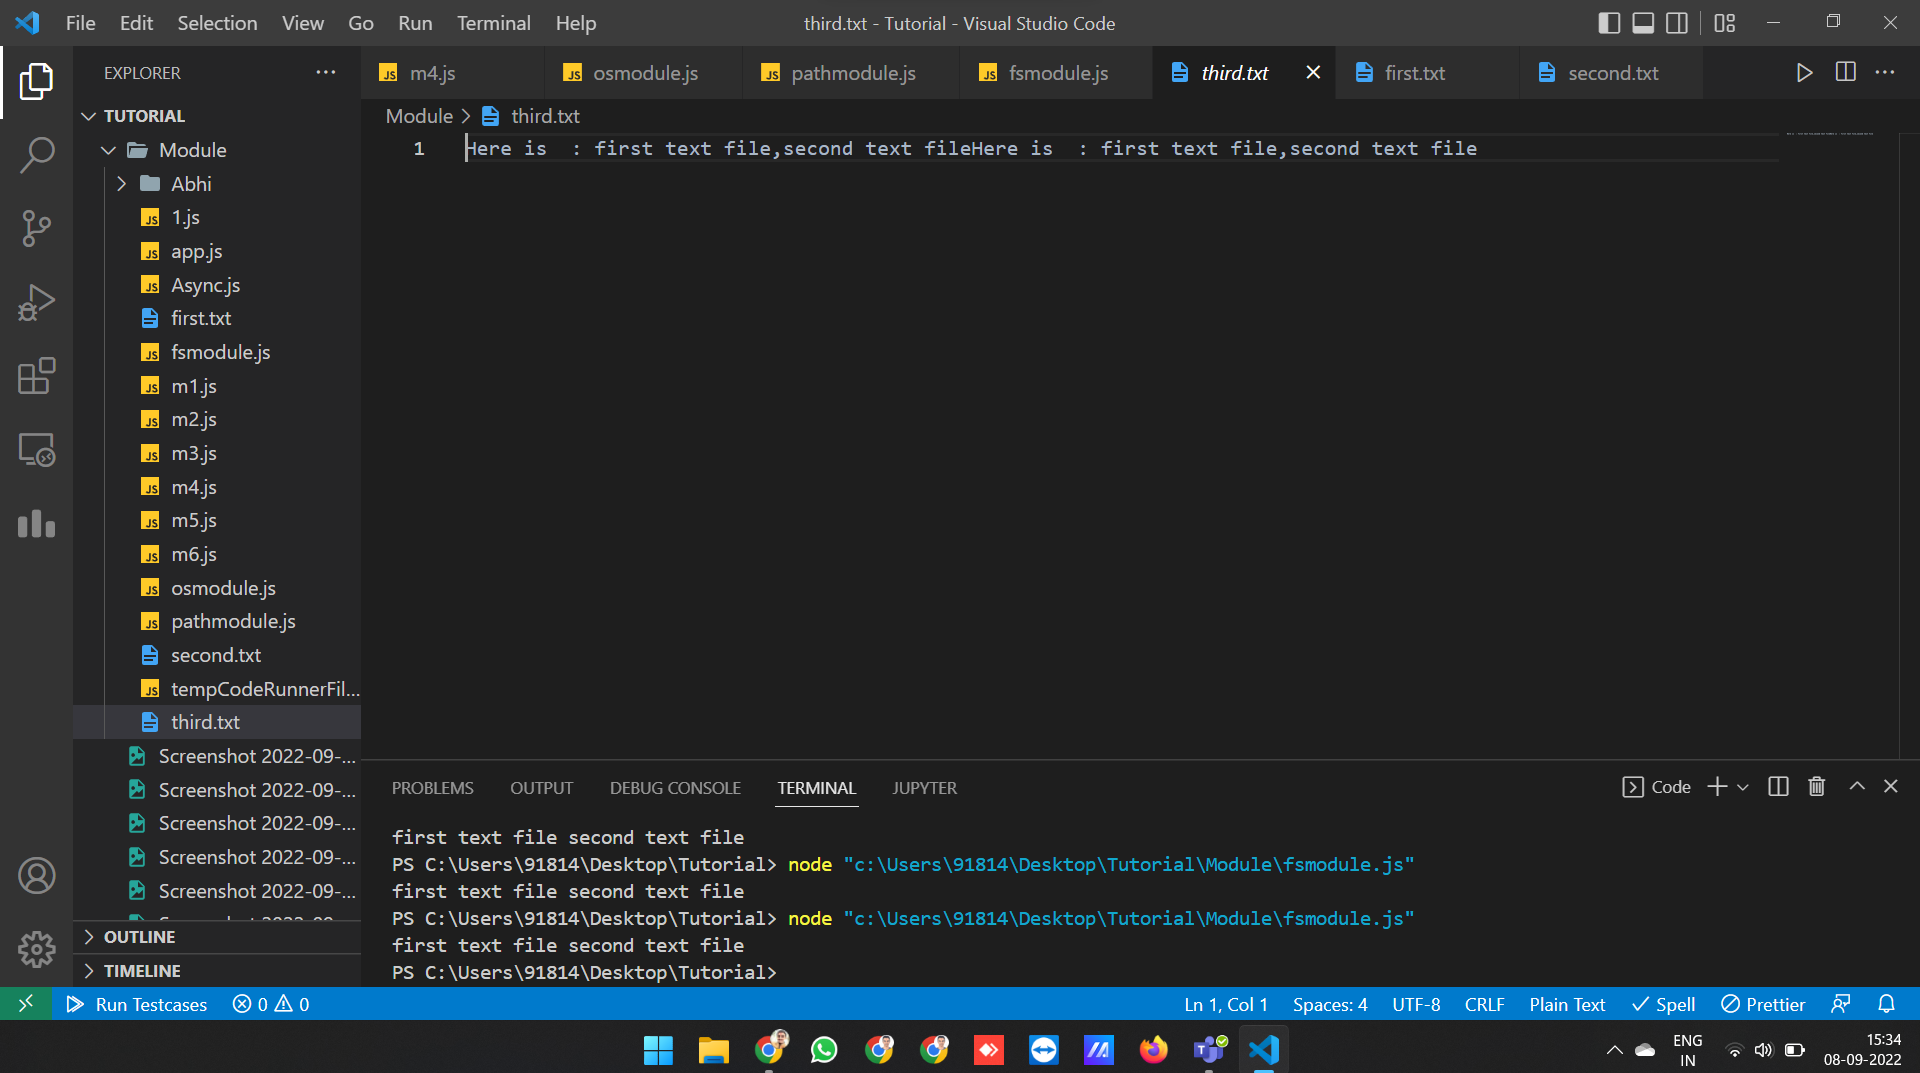 File Edit Selection View Go Run Terminal Help
third.txt - Tutorial - Visual Studio Code
EXPLORER
TUTORIAL
Module
Abhi
1.js
app.js
Async.js
first.txt
fsmodule.js
m1.js
m2.js
m3.js
m4.js
m5.js
m6.js
osmodule.js
pathmodule.js
second.txt
tempCodeRunnerFil...
third.txt
Screenshot 2022-09-...
Screenshot 2022-09-...
Screenshot 2022-09-...
Screenshot 2022-09-...
Screenshot 2022-09-...
OUTLINE
TIMELINE
m4.js osmodule.js pathmodule.js fsmodule.js third.txt first.txt second.txt
Module > third.txt
1 Here is  : first text file,second text fileHere is  : first text file,second text file
PROBLEMS OUTPUT DEBUG CONSOLE TERMINAL JUPYTER
Code
first text file second text file
PS C:\Users\91814\Desktop\Tutorial> node "c:\Users\91814\Desktop\Tutorial\Module\fsmodule.js"
first text file second text file
PS C:\Users\91814\Desktop\Tutorial> node "c:\Users\91814\Desktop\Tutorial\Module\fsmodule.js"
first text file second text file
PS C:\Users\91814\Desktop\Tutorial>
Run Testcases 0 0
Ln 1, Col 1 Spaces: 4 UTF-8 CRLF Plain Text Spell Prettier
ENG
IN
15:34
08-09-2022